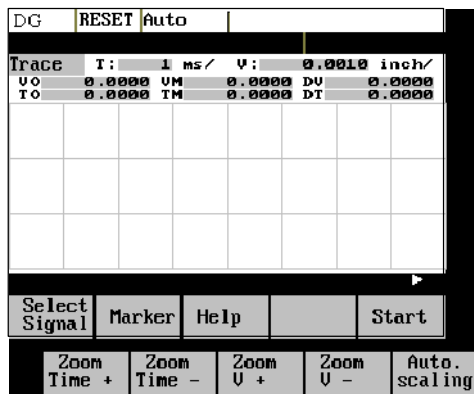 DG RESET Auto
Trace T: 1 ms/ V: 0.0010 inch/
VO 0.0000 VM 0.0000 DV 0.0000
TO 0.0000 TM 0.0000 DT 0.0000
Select Signal Marker Help Start
Zoom Time + Zoom Time - Zoom V + Zoom V - Auto. scaling